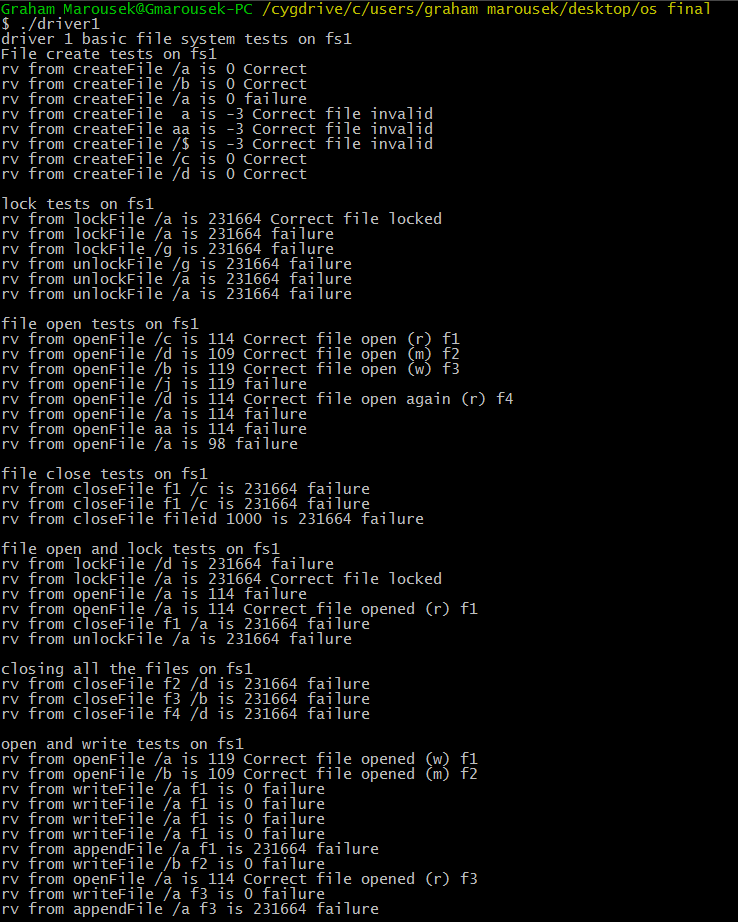 Graham Marousek@Gmarousek-PC /cygdrive/c/users/graham marousek/desktop/os final
$ ./driver1
driver 1 basic file system tests on fs1
File create tests on fs1
rv from createFile /a is 0 Correct
rv from createFile /b is 0 Correct
rv from createFile /a is 0 failure
rv from createFile  a is -3 Correct file invalid
rv from createFile aa is -3 Correct file invalid
rv from createFile /$ is -3 Correct file invalid
rv from createFile /c is 0 Correct
rv from createFile /d is 0 Correct

lock tests on fs1
rv from lockFile /a is 231664 Correct file locked
rv from lockFile /a is 231664 failure
rv from lockFile /g is 231664 failure
rv from unlockFile /g is 231664 failure
rv from unlockFile /a is 231664 failure
rv from unlockFile /a is 231664 failure

file open tests on fs1
rv from openFile /c is 114 Correct file open (r) f1
rv from openFile /d is 109 Correct file open (m) f2
rv from openFile /b is 119 Correct file open (w) f3
rv from openFile /j is 119 failure
rv from openFile /d is 114 Correct file open again (r) f4
rv from openFile /a is 114 failure
rv from openFile aa is 114 failure
rv from openFile /a is 98 failure

file close tests on fs1
rv from closeFile f1 /c is 231664 failure
rv from closeFile f1 /c is 231664 failure
rv from closeFile fileid 1000 is 231664 failure

file open and lock tests on fs1
rv from lockFile /d is 231664 failure
rv from lockFile /a is 231664 Correct file locked
rv from openFile /a is 114 failure
rv from openFile /a is 114 Correct file opened (r) f1
rv from closeFile f1 /a is 231664 failure
rv from unlockFile /a is 231664 failure

closing all the files on fs1
rv from closeFile f2 /d is 231664 failure
rv from closeFile f3 /b is 231664 failure
rv from closeFile f4 /d is 231664 failure

open and write tests on fs1
rv from openFile /a is 119 Correct file opened (w) f1
rv from openFile /b is 109 Correct file opened (m) f2
rv from writeFile /a f1 is 0 failure
rv from writeFile /a f1 is 0 failure
rv from writeFile /a f1 is 0 failure
rv from writeFile /a f1 is 0 failure
rv from appendFile /a f1 is 231664 failure
rv from writeFile /b f2 is 0 failure
rv from openFile /a is 114 Correct file opened (r) f3
rv from writeFile /a f3 is 0 failure
rv from appendFile /a f3 is 231664 failure